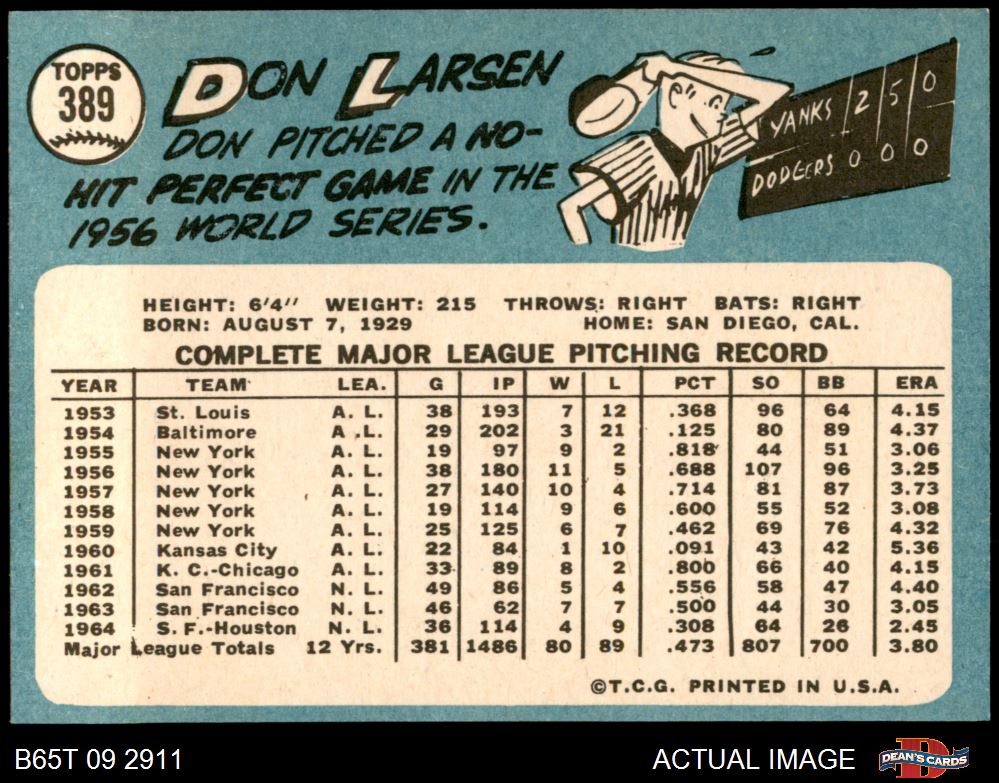 TOPPS
389
DON LARSEN
DON PITCHED A NO-
HIT PERFECT GAME IN THE
1956 WORLD SERIES.
YANKS 2 5 0
DODGERS 0 0 0
HEIGHT: 6'4" WEIGHT: 215 THROWS: RIGHT BATS: RIGHT
BORN: AUGUST 7, 1929 HOME: SAN DIEGO, CAL.
COMPLETE MAJOR LEAGUE PITCHING RECORD
YEAR TEAM LEA. G IP W L PCT SO BB ERA
1953 St. Louis A. L. 38 193 7 12 .368 96 64 4.15
1954 Baltimore A. L. 29 202 3 21 .125 80 89 4.37
1955 New York A. L. 19 97 9 2 .818 44 51 3.06
1956 New York A. L. 38 180 11 5 .688 107 96 3.25
1957 New York A. L. 27 140 10 4 .714 81 87 3.73
1958 New York A. L. 19 114 9 6 .600 55 52 3.08
1959 New York A. L. 25 125 6 7 .462 69 76 4.32
1960 Kansas City A. L. 22 84 1 10 .091 43 42 5.36
1961 K. C.-Chicago A. L. 33 89 8 2 .800 66 40 4.15
1962 San Francisco N. L. 49 86 5 4 .556 58 47 4.40
1963 San Francisco N. L. 46 62 7 7 .500 44 30 3.05
1964 S. F.-Houston N. L. 36 114 4 9 .308 64 26 2.45
Major League Totals 12 Yrs. 381 1486 80 89 .473 807 700 3.80
©T.C.G. PRINTED IN U.S.A.
B65T 09 2911 ACTUAL IMAGE DEAN'S CARDS